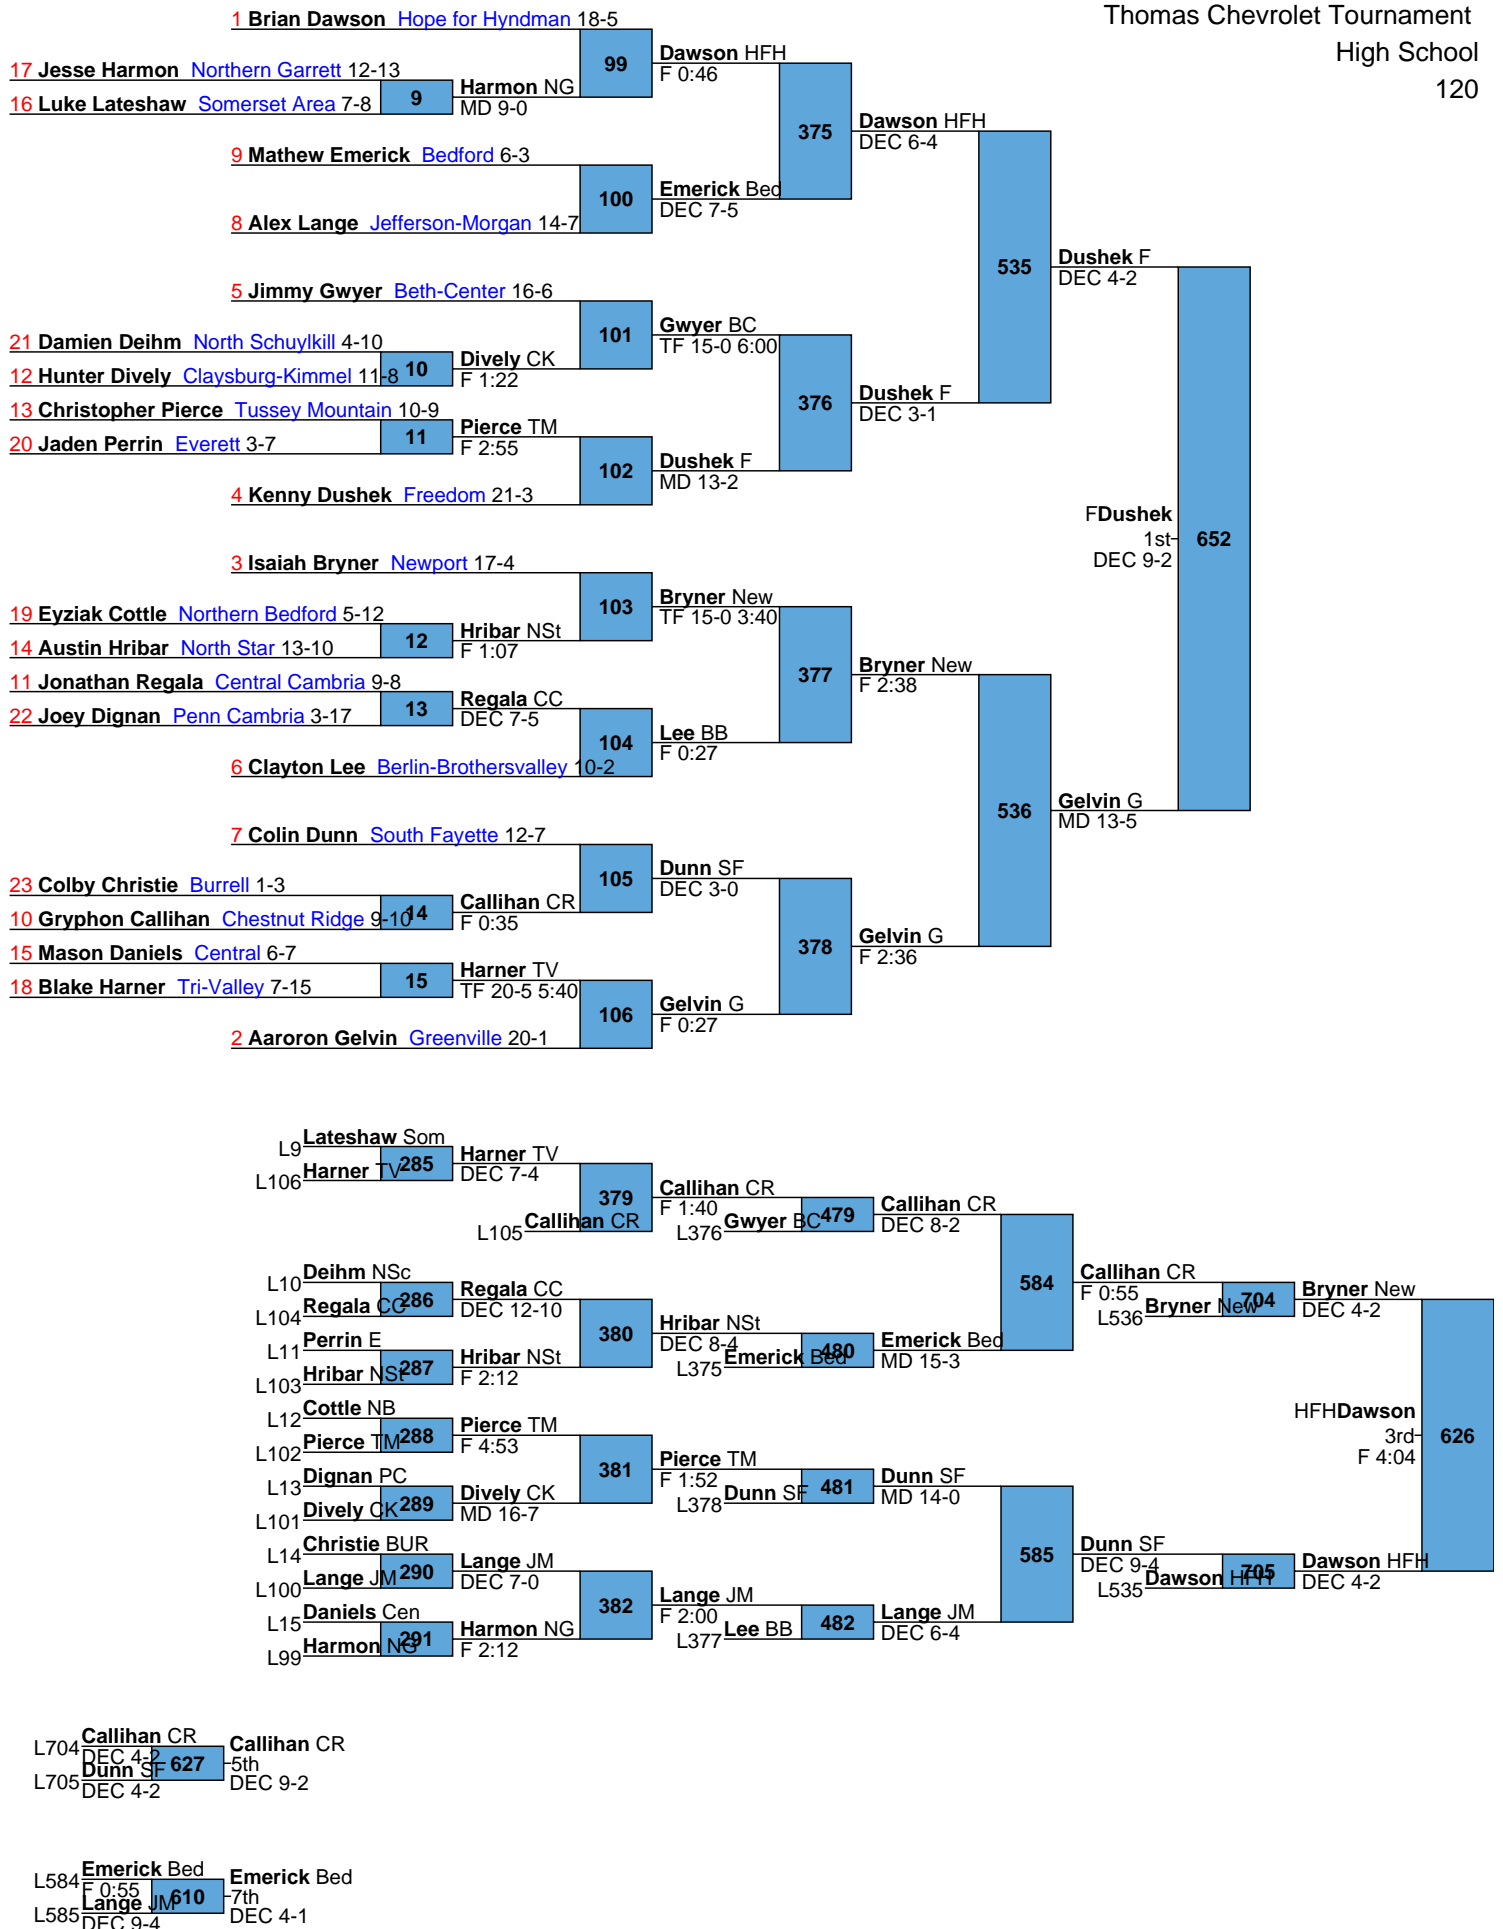 Thomas Chevrolet Tournament
High School
120
1 Brian Dawson Hope for Hyndman 18-5
17 Jesse Harmon Northern Garrett 12-13
16 Luke Lateshaw Somerset Area 7-8
9
Harmon NG
MD 9-0
99
Dawson HFH
F 0:46
9 Mathew Emerick Bedford 6-3
8 Alex Lange Jefferson-Morgan 14-7
100
Emerick Bed
DEC 7-5
375
Dawson HFH
DEC 6-4
5 Jimmy Gwyer Beth-Center 16-6
21 Damien Deihm North Schuylkill 4-10
12 Hunter Dively Claysburg-Kimmel 11-8
10
Dively CK
F 1:22
101
Gwyer BC
TF 15-0 6:00
13 Christopher Pierce Tussey Mountain 10-9
20 Jaden Perrin Everett 3-7
11
Pierce TM
F 2:55
4 Kenny Dushek Freedom 21-3
102
Dushek F
MD 13-2
376
Dushek F
DEC 3-1
535
Dushek F
DEC 4-2
3 Isaiah Bryner Newport 17-4
19 Eyziak Cottle Northern Bedford 5-12
14 Austin Hribar North Star 13-10
12
Hribar NSt
F 1:07
103
Bryner New
TF 15-0 3:40
11 Jonathan Regala Central Cambria 9-8
22 Joey Dignan Penn Cambria 3-17
13
Regala CC
DEC 7-5
6 Clayton Lee Berlin-Brothersvalley 10-2
104
Lee BB
F 0:27
377
Bryner New
F 2:38
7 Colin Dunn South Fayette 12-7
23 Colby Christie Burrell 1-3
10 Gryphon Callihan Chestnut Ridge 9-10
14
Callihan CR
F 0:35
105
Dunn SF
DEC 3-0
15 Mason Daniels Central 6-7
18 Blake Harner Tri-Valley 7-15
15
Harner TV
TF 20-5 5:40
2 Aaroron Gelvin Greenville 20-1
106
Gelvin G
F 0:27
378
Gelvin G
F 2:36
536
Gelvin G
MD 13-5
FDushek
1st
DEC 9-2
652
L9 Lateshaw Som
L106 Harner TV
285
Harner TV
DEC 7-4
L105 Callihan CR
379
Callihan CR
F 1:40
L376 Gwyer BC
479
Callihan CR
DEC 8-2
L10 Deihm NSc
L104 Regala CC
286
Regala CC
DEC 12-10
L11 Perrin E
L103 Hribar NSt
287
Hribar NSt
F 2:12
380
Hribar NSt
DEC 8-4
L375 Emerick Bed
480
Emerick Bed
MD 15-3
584
Callihan CR
F 0:55
L536 Bryner New
704
Bryner New
DEC 4-2
L12 Cottle NB
L102 Pierce TM
288
Pierce TM
F 4:53
L13 Dignan PC
L101 Dively CK
289
Dively CK
MD 16-7
381
Pierce TM
F 1:52
L378 Dunn SF
481
Dunn SF
MD 14-0
L14 Christie BUR
L100 Lange JM
290
Lange JM
DEC 7-0
L15 Daniels Cen
L99 Harmon NG
291
Harmon NG
F 2:12
382
Lange JM
F 2:00
L377 Lee BB
482
Lange JM
DEC 6-4
585
Dunn SF
DEC 9-4
L535 Dawson HFH
705
Dawson HFH
DEC 4-2
HFHDawson
3rd
F 4:04
626
L704 Callihan CR
DEC 4-2
L705 Dunn SF
DEC 4-2
627
Callihan CR
5th
DEC 9-2
L584 Emerick Bed
F 0:55
L585 Lange JM
DEC 9-4
610
Emerick Bed
7th
DEC 4-1